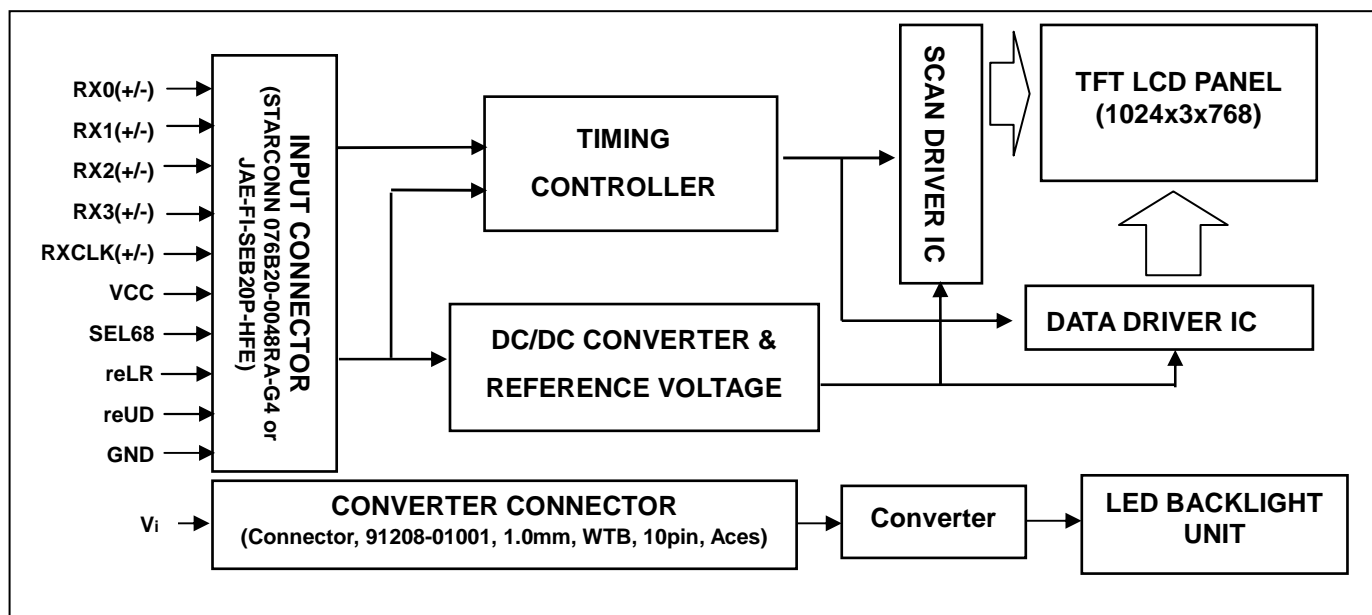 RX0(+/-)
RX1(+/-)
RX2(+/-)
RX3(+/-)
RXCLK(+/-)
VCC
SEL68
reLR
reUD
GND
INPUT CONNECTOR
(STARCONN 076B20-0048RA-G4 or
JAE-FI-SEB20P-HFE)
TIMING
CONTROLLER
DC/DC CONVERTER &
REFERENCE VOLTAGE
SCAN DRIVER IC
TFT LCD PANEL
(1024x3x768)
DATA DRIVER IC
Vi
CONVERTER CONNECTOR
(Connector, 91208-01001, 1.0mm, WTB, 10pin, Aces)
Converter
LED BACKLIGHT
UNIT